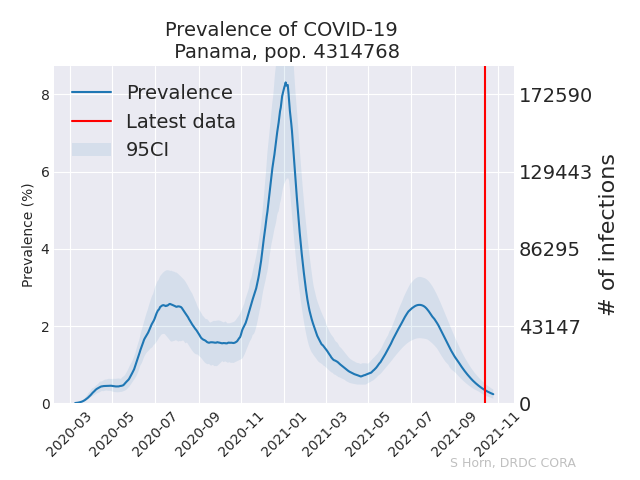 Prevalence of COVID-19
Panama, pop. 4314768
Prevalence
Latest data
95CI
Prevalence (%)
8
6
4
2
0
172590
129443
86295
43147
0
# of infections
2020-03
2020-05
2020-07
2020-09
2020-11
2021-01
2021-03
2021-05
2021-07
2021-09
2021-11
S Horn, DRDC CORA